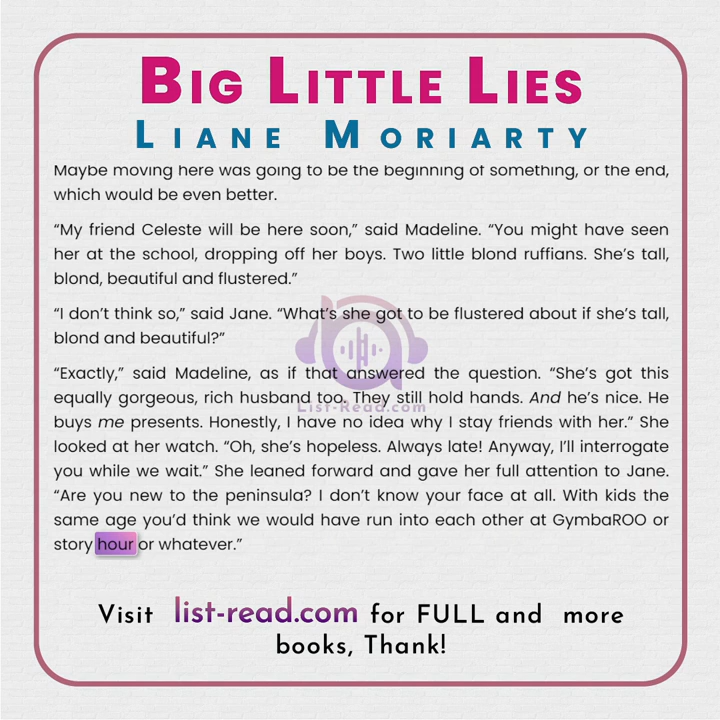 BIG LITTLE LIES
LIANE MORIARTY
Maybe moving here was going to be the beginning of something, or the end,
which would be even better.
“My friend Celeste will be here soon,” said Madeline. “You might have seen
her at the school, dropping off her boys. Two little blond ruffians. She’s tall,
blond, beautiful and flustered.”
“I don’t think so,” said Jane. “What’s she got to be flustered about if she’s tall,
blond and beautiful?”
“Exactly,” said Madeline, as if that answered the question. “She’s got this
equally gorgeous, rich husband too. They still hold hands. And he’s nice. He
List-Read.com
buys me presents. Honestly, I have no idea why I stay friends with her.” She
looked at her watch. “Oh, she’s hopeless. Always late! Anyway, I’ll interrogate
you while we wait.” She leaned forward and gave her full attention to Jane.
“Are you new to the peninsula? I don’t know your face at all. With kids the
same age you’d think we would have run into each other at GymbaROO or
story hour or whatever.”
Visit list-read.com for FULL and more
books, Thank!